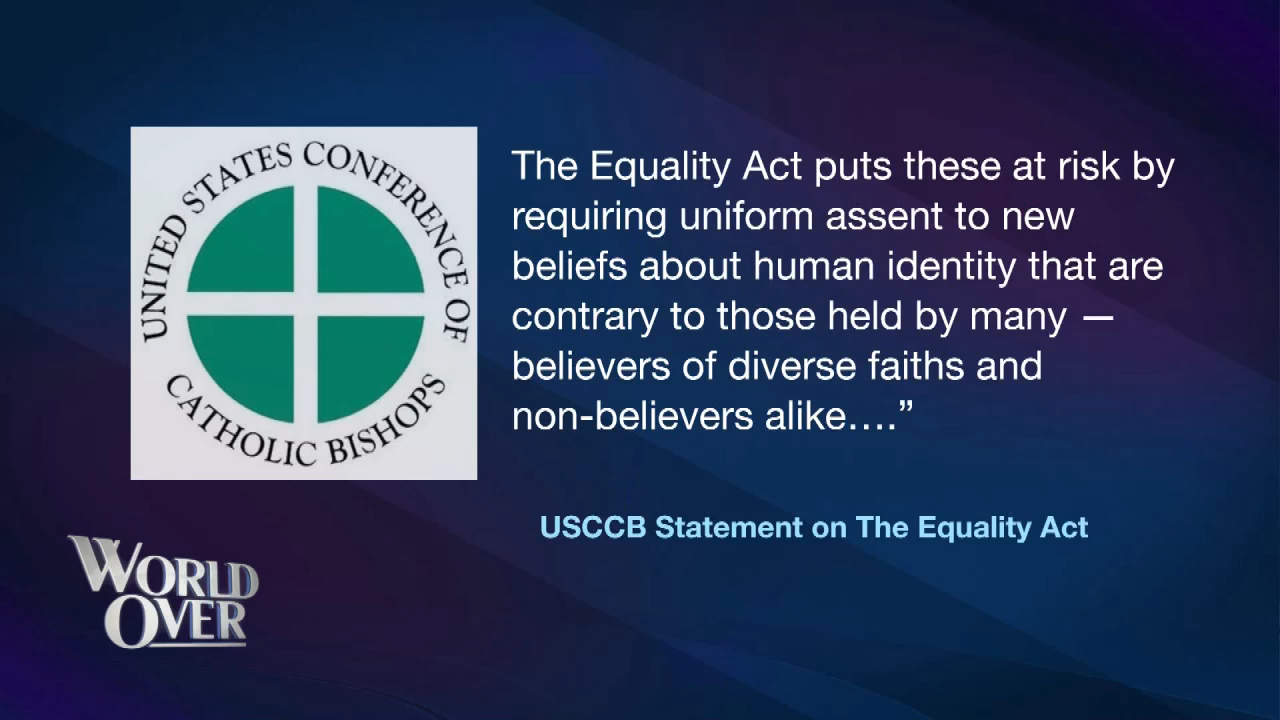 UNITED STATES CONFERENCE OF
CATHOLIC BISHOPS
The Equality Act puts these at risk by
requiring uniform assent to new
beliefs about human identity that are
contrary to those held by many —
believers of diverse faiths and
non-believers alike....”
USCCB Statement on The Equality Act
WORLD
OVER